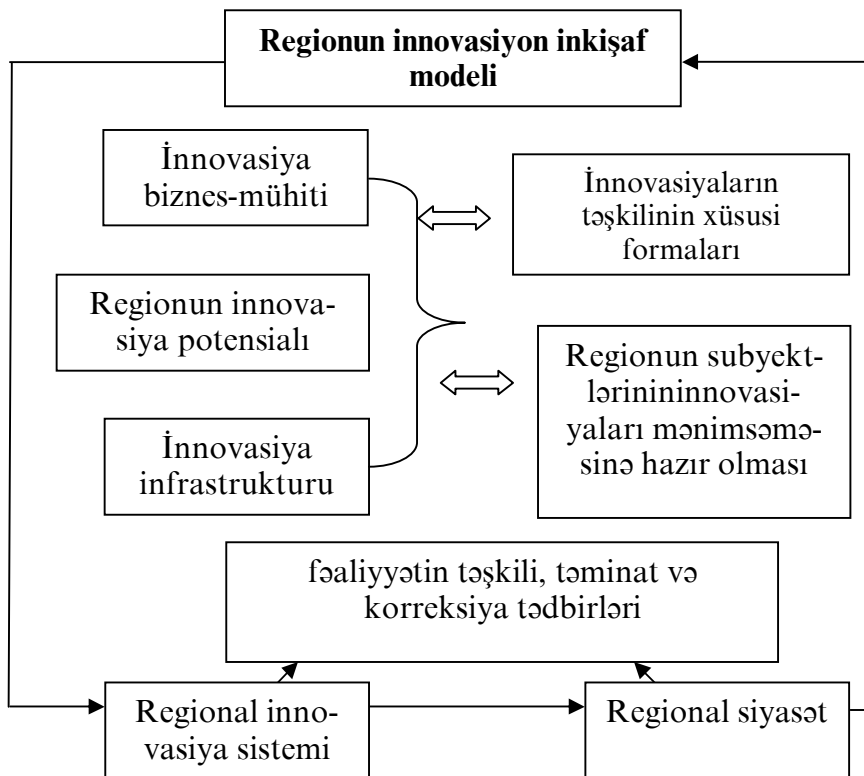 Regionun innovasiyon inkişaf
modeli
İnnovasiya
biznes-mühiti
İnnovasiyaların
təşkilinin xüsusi
formaları
Regionun innova-
siya potensialı
Regionun subyekt-
lərinininnovasi-
yaları mənimsəmə-
sinə hazır olması
İnnovasiya
infrastrukturu
fəaliyyətin təşkili, təminat və
korreksiya tədbirləri
Regional inno-
vasiya sistemi
Regional siyasət